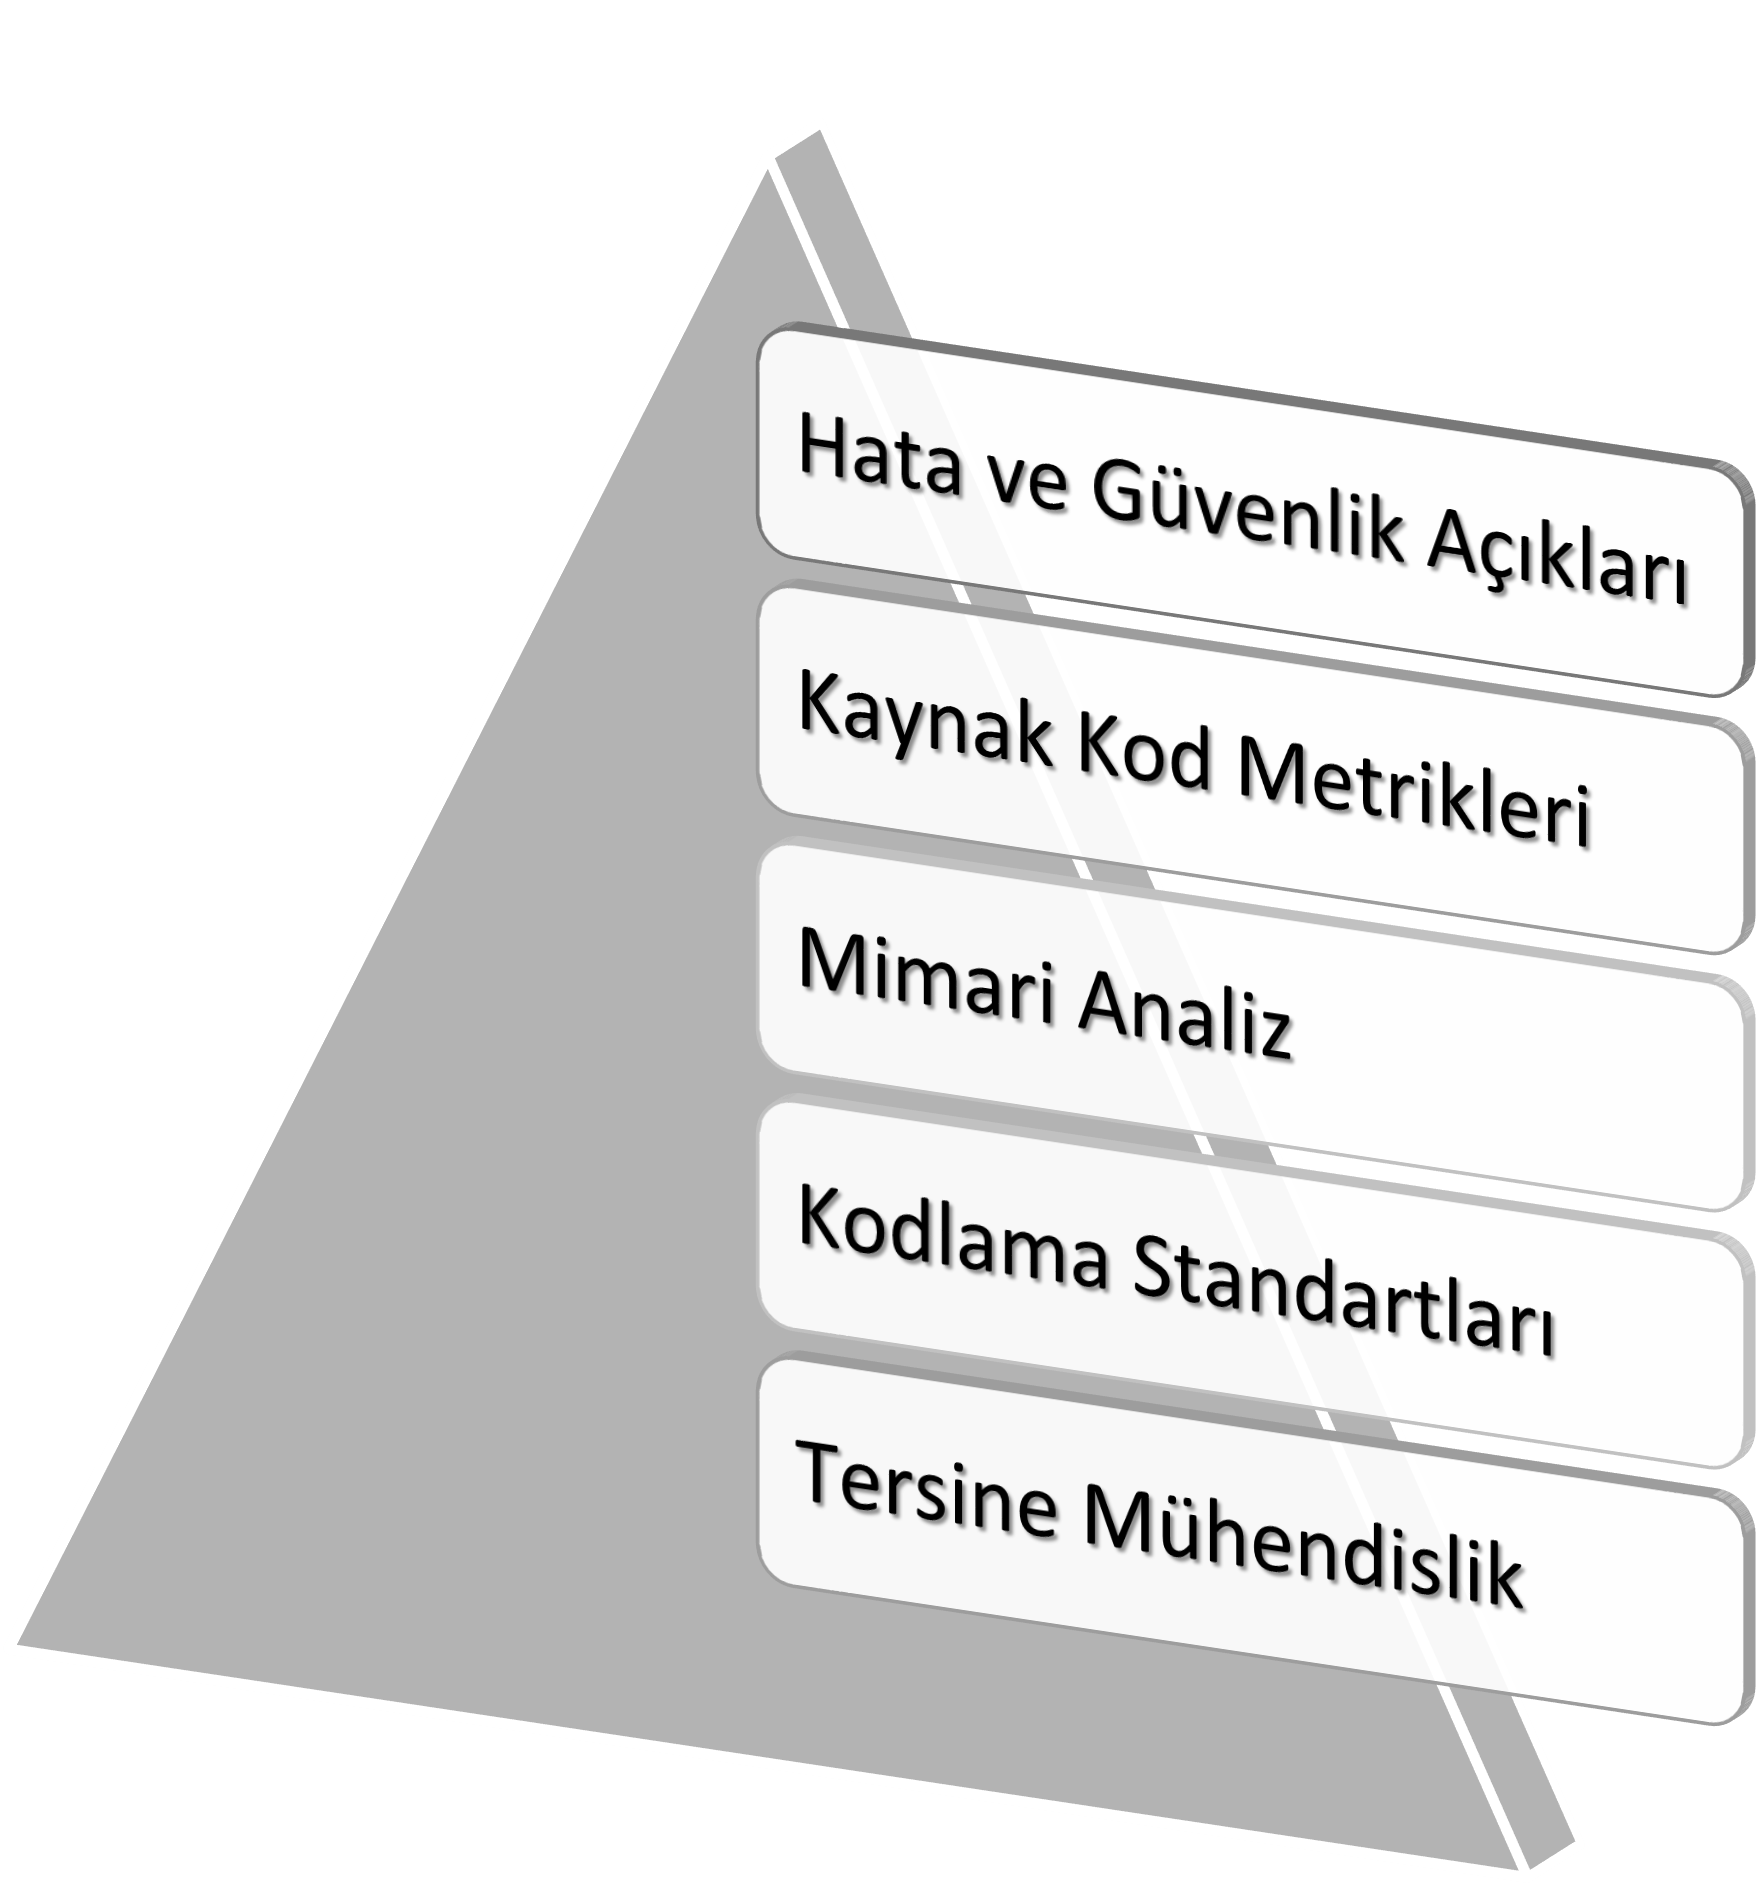 Hata ve Güvenlik Açıkları
Kaynak Kod Metrikleri
Mimari Analiz
Kodlama Standartları
Tersine Mühendislik